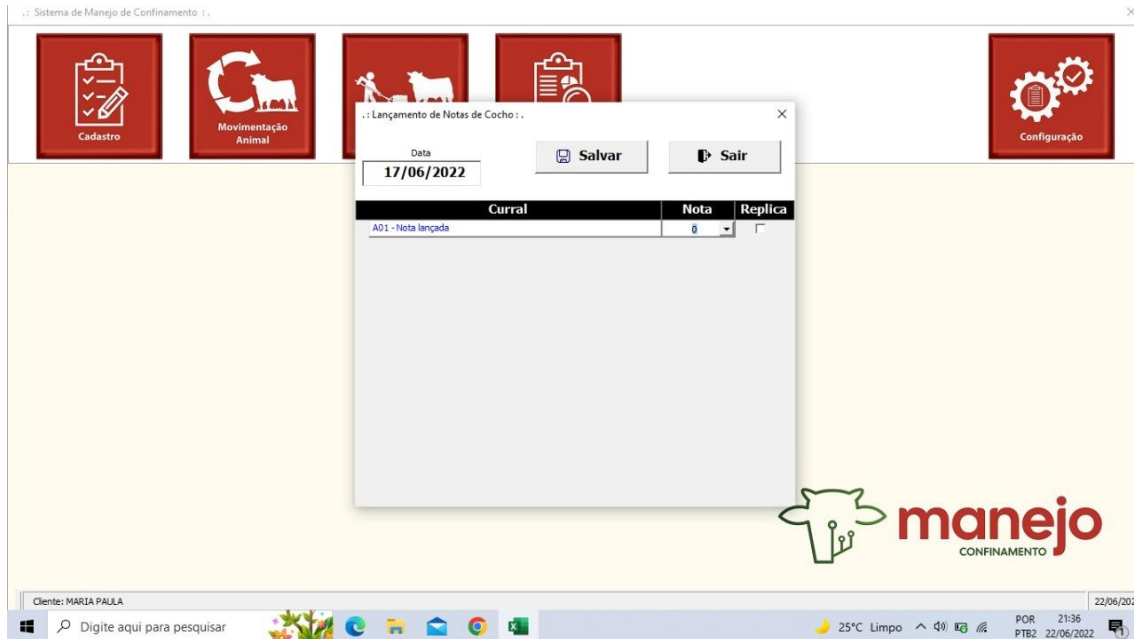 .: Sistema de Manejo de Confinamento :.
Cadastro
Movimentação
Animal
Configuração
.: Lançamento de Notas de Cocho : .
Data
17/06/2022
Salvar
Sair
Curral Nota Replica
A01 - Nota lançada 0
manejo
CONFINAMENTO
Cliente: MARIA PAULA
Digite aqui para pesquisar
25°C Limpo
POR 21:36
PTB2 22/06/2022